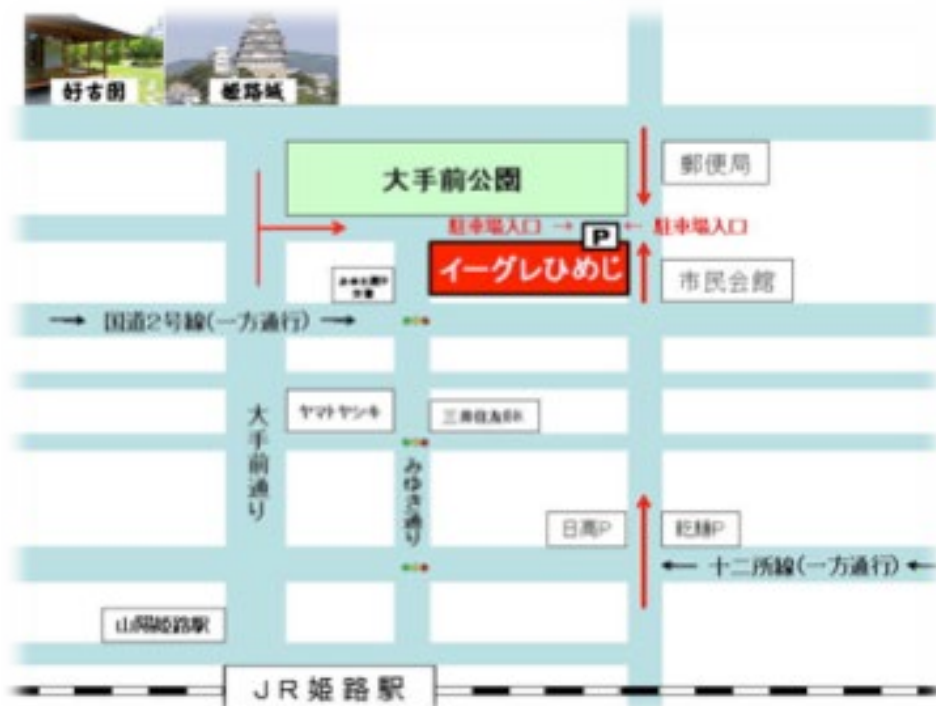 好古園
姫路城
大手前公園
郵便局
駐車場入口 →
P
← 駐車場入口
イーグレひめじ
市民会館
→ 国道2号線(一方通行) →
ヤマトヤシキ
三井住友BK
大手前通り
みゆき通り
日高P
乾麺P
← 十二所線(一方通行) ←
山陽姫路駅
JR姫路駅